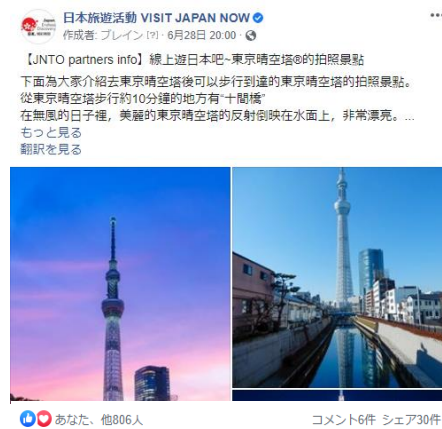 日本旅遊活動 VISIT JAPAN NOW
作成者: ブレイン [?]・6月28日 20:00・
【JNTO partners info】線上遊日本吧~東京晴空塔®的拍照景點
下面為大家介紹去東京晴空塔後可以步行到達的東京晴空塔的拍照景點。
從東京晴空塔步行約10分鐘的地方有“十間橋”
在無風的日子裡，美麗的東京晴空塔的反射倒映在水面上，非常漂亮。...
もっと見る
翻訳を見る
あなた、他806人
コメント6件 シェア30件